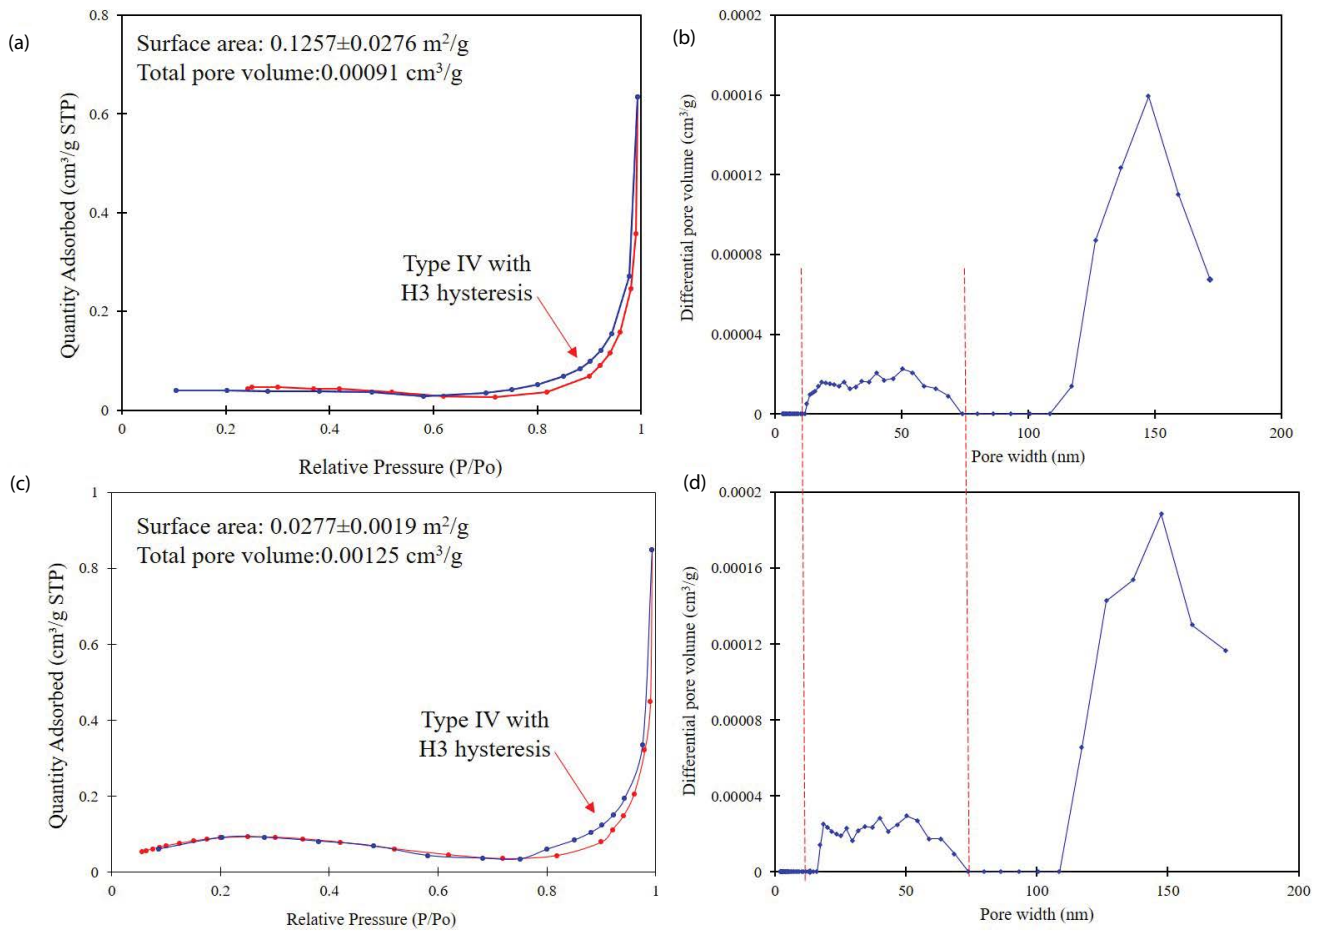 (a)
Surface area: 0.1257±0.0276 m²/g
Total pore volume:0.00091 cm³/g
Type IV with
H3 hysteresis
Quantity Adsorbed (cm³/g STP)
0.8
0.6
0.4
0.2
0
0 0.2 0.4 0.6 0.8 1
Relative Pressure (P/Po)
(b)
Differential pore volume (cm³/g)
0.0002
0.00016
0.00012
0.00008
0.00004
0
0 50 100 150 200
Pore width (nm)
(c)
Surface area: 0.0277±0.0019 m²/g
Total pore volume:0.00125 cm³/g
Type IV with
H3 hysteresis
Quantity Adsorbed (cm³/g STP)
1
0.8
0.6
0.4
0.2
0
0 0.2 0.4 0.6 0.8 1
Relative Pressure (P/Po)
(d)
Differential pore volume (cm³/g)
0.0002
0.00016
0.00012
0.00008
0.00004
0
0 50 100 150 200
Pore width (nm)